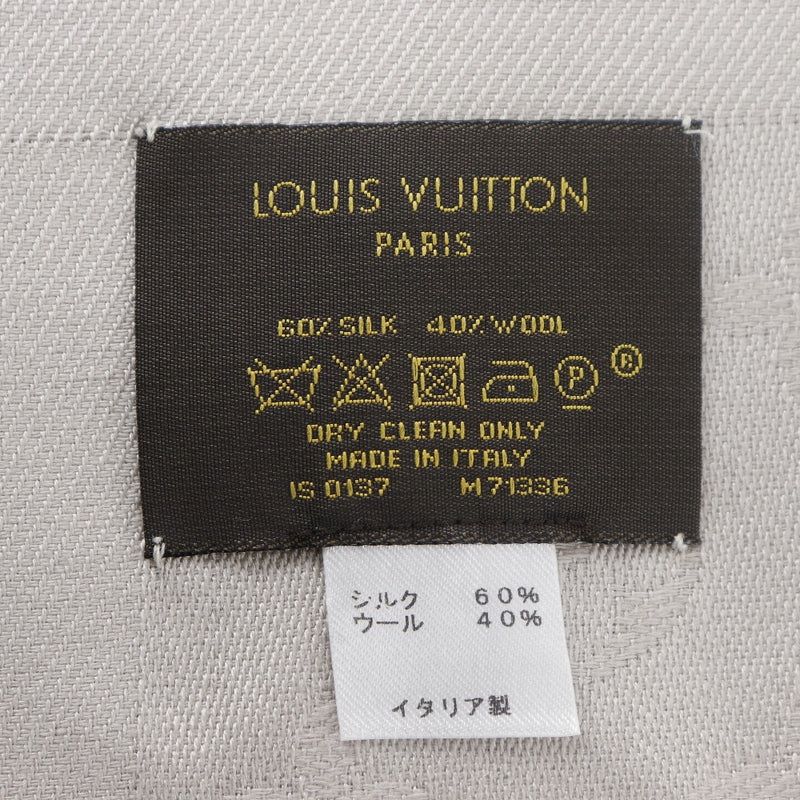 LOUIS VUITTON
PARIS
60% SILK 40% WOOL
P ®
DRY CLEAN ONLY
MADE IN ITALY
IS 0137 M71336
シルク 60%
ウール 40%
イタリア製